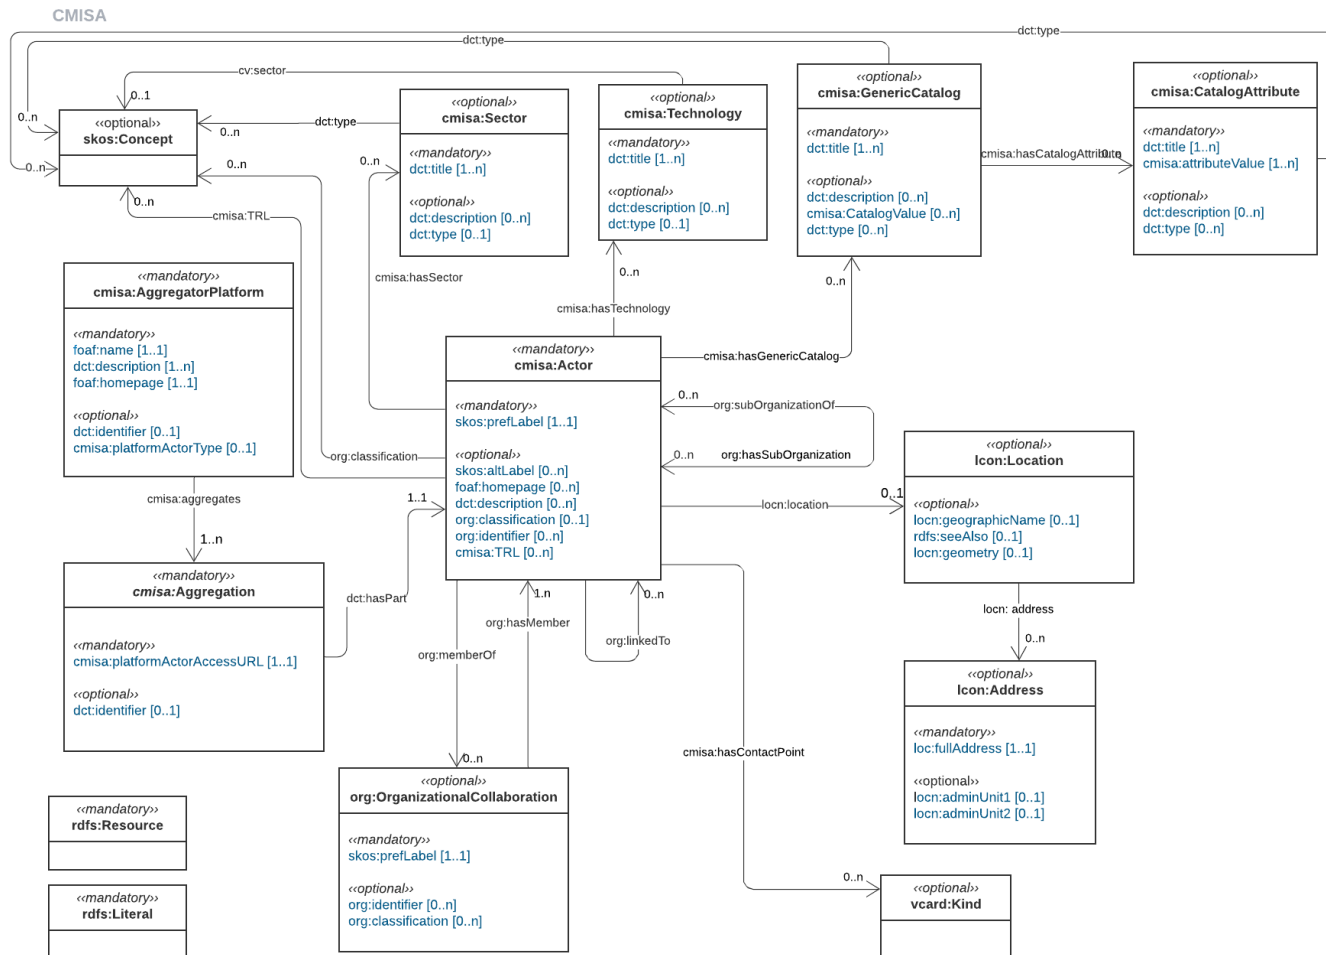 CMISA
dct:type
dct:type
cv:sector
0..1
0..n
0..n
‹‹optional››
skos:Concept
dct:type
0..n
0..n
0..n
cmisa:TRL
‹‹optional››
cmisa:Sector
‹‹mandatory››
dct:title [1..n]
‹‹optional››
dct:description [0..n]
dct:type [0..1]
0..n
cmisa:hasSector
‹‹optional››
cmisa:Technology
‹‹mandatory››
dct:title [1..n]
‹‹optional››
dct:description [0..n]
dct:type [0..1]
0..n
cmisa:hasTechnology
‹‹optional››
cmisa:GenericCatalog
‹‹mandatory››
dct:title [1..n]
‹‹optional››
dct:description [0..n]
cmisa:CatalogValue [0..n]
dct:type [0..n]
0..n
cmisa:hasGenericCatalog
cmisa:hasCatalogAttribute
0..n
‹‹optional››
cmisa:CatalogAttribute
‹‹mandatory››
dct:title [1..n]
cmisa:attributeValue [1..n]
‹‹optional››
dct:description [0..n]
dct:type [0..n]
‹‹mandatory››
cmisa:AggregatorPlatform
‹‹mandatory››
foaf:name [1..1]
dct:description [1..n]
foaf:homepage [1..1]
‹‹optional››
dct:identifier [0..1]
cmisa:platformActorType [0..1]
cmisa:aggregates
1..n
‹‹mandatory››
cmisa:Actor
‹‹mandatory››
skos:prefLabel [1..1]
‹‹optional››
skos:altLabel [0..n]
foaf:homepage [0..n]
dct:description [0..n]
org:classification [0..1]
org:identifier [0..n]
cmisa:TRL [0..n]
org:classification
1..1
0..n
org:subOrganizationOf
0..n
org:hasSubOrganization
locn:location
0..1
‹‹optional››
lcon:Location
‹‹optional››
locn:geographicName [0..1]
rdfs:seeAlso [0..1]
locn:geometry [0..1]
locn: address
0..n
‹‹mandatory››
cmisa:Aggregation
‹‹mandatory››
cmisa:platformActorAccessURL [1..1]
‹‹optional››
dct:identifier [0..1]
dct:hasPart
org:memberOf
0..n
1.n
org:hasMember
0..n
org:linkedTo
cmisa:hasContactPoint
0..n
‹‹optional››
lcon:Address
‹‹mandatory››
loc:fullAddress [1..1]
‹‹optional››
locn:adminUnit1 [0..1]
locn:adminUnit2 [0..1]
‹‹optional››
org:OrganizationalCollaboration
‹‹mandatory››
skos:prefLabel [1..1]
‹‹optional››
org:identifier [0..n]
org:classification [0..n]
‹‹mandatory››
rdfs:Resource
‹‹mandatory››
rdfs:Literal
‹‹optional››
vcard:Kind